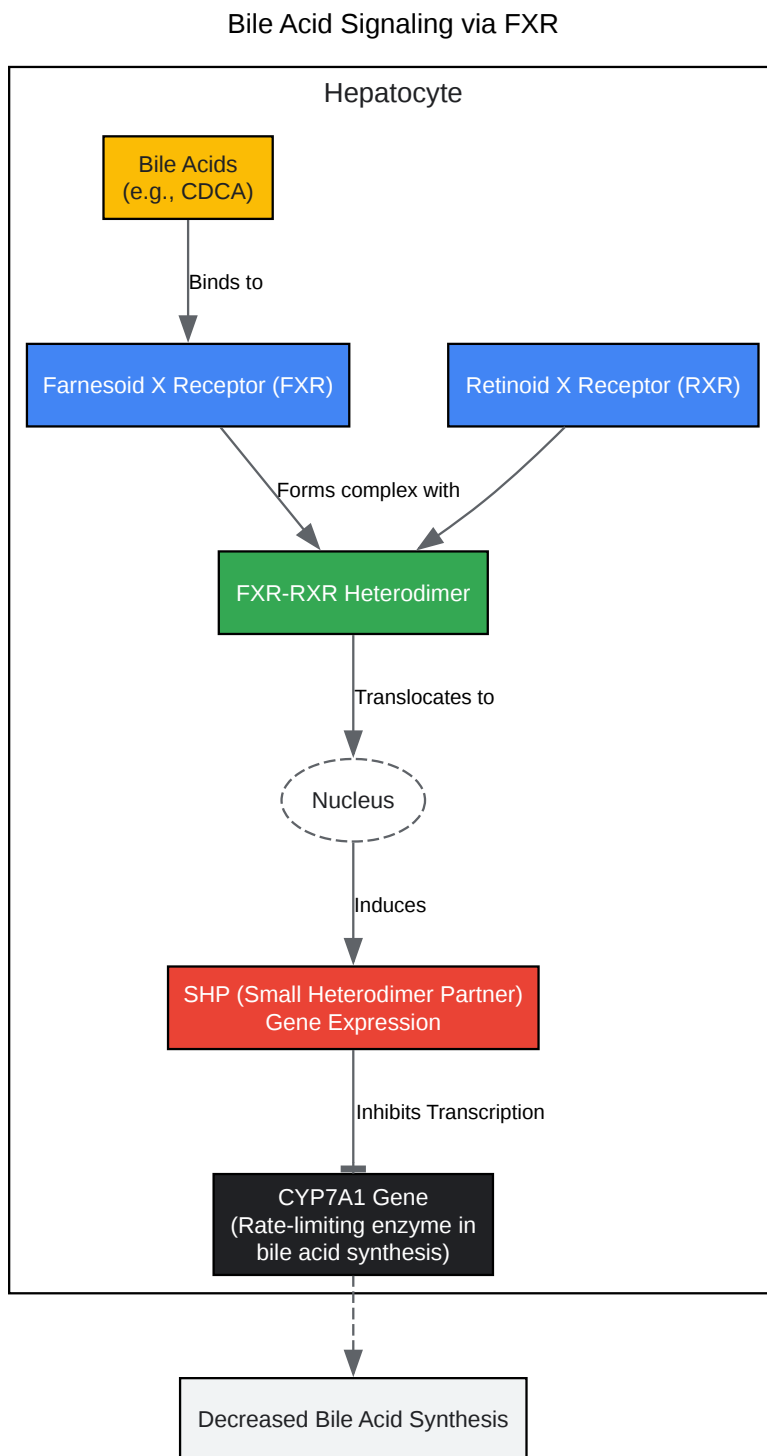 Bile Acid Signaling via FXR
Hepatocyte
Bile Acids
(e.g., CDCA)
Binds to
Farnesoid X Receptor (FXR)
Retinoid X Receptor (RXR)
Forms complex with
FXR-RXR Heterodimer
Translocates to
Nucleus
Induces
SHP (Small Heterodimer Partner)
Gene Expression
Inhibits Transcription
CYP7A1 Gene
(Rate-limiting enzyme in
bile acid synthesis)
Decreased Bile Acid Synthesis